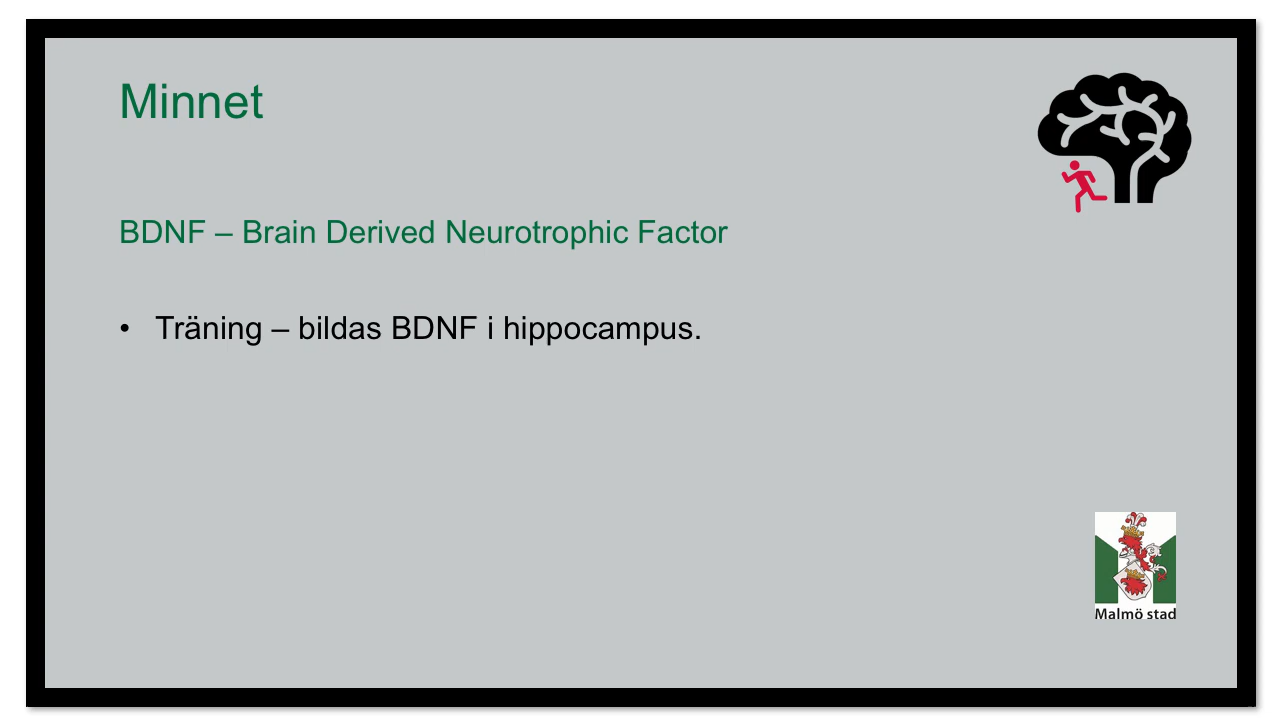 Minnet
BDNF – Brain Derived Neurotrophic Factor
• Träning – bildas BDNF i hippocampus.
Malmö stad